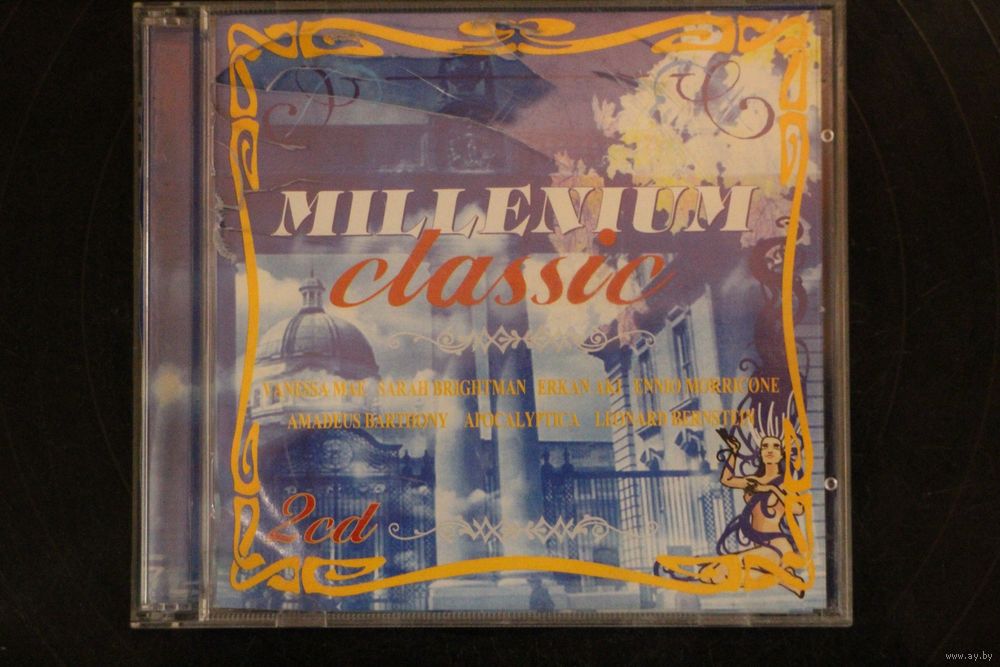 MILLENIUM
classic
VANESSA MAE SARAH BRIGHTMAN ERKAN AKI ENNIO MORRICONE
AMADEUS BARTHONY APOCALYPTICA LEONARD BERNSTEIN
2cd
www.ay.by